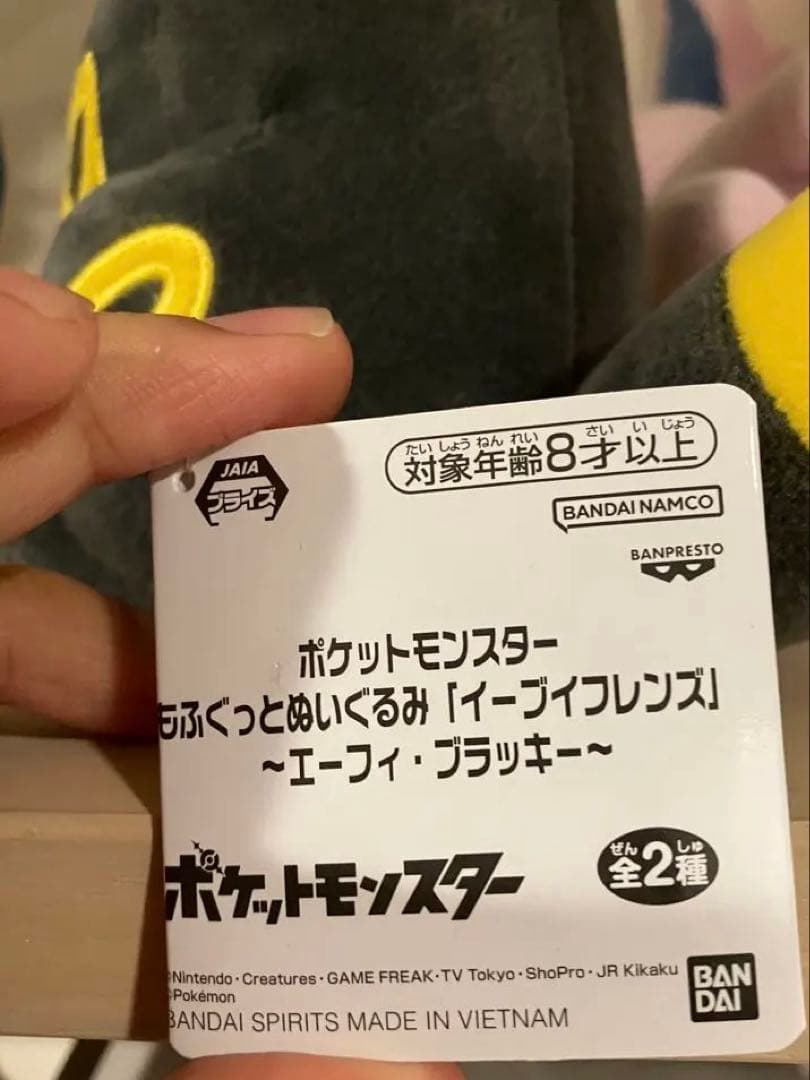 JAIA
プライズ
たいしょうねんれい さい いじょう
対象年齢8才以上
BANDAI NAMCO
BANPRESTO
ポケットモンスター
もふぐっとぬいぐるみ「イーブイフレンズ」
～エーフィ・ブラッキー～
ポケットモンスター
ぜん しゅ
全2種
©Nintendo・Creatures・GAME FREAK・TV Tokyo・ShoPro・JR Kikaku
©Pokémon
BANDAI SPIRITS MADE IN VIETNAM
BAN
DAI